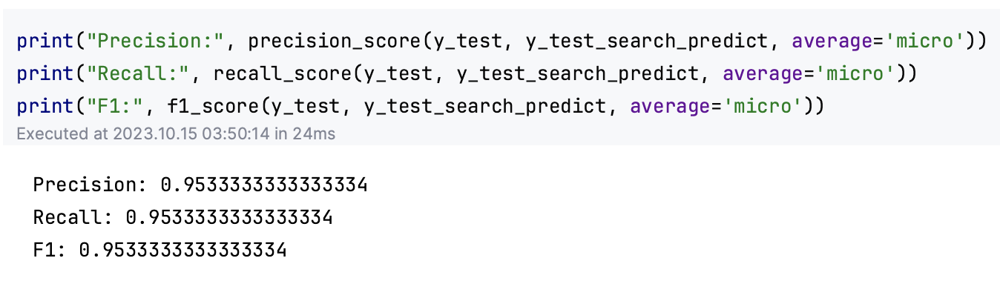 print("Precision:", precision_score(y_test, y_test_search_predict, average='micro'))
print("Recall:", recall_score(y_test, y_test_search_predict, average='micro'))
print("F1:", f1_score(y_test, y_test_search_predict, average='micro'))
Executed at 2023.10.15 03:50:14 in 24ms
Precision: 0.9533333333333334
Recall: 0.9533333333333334
F1: 0.9533333333333334